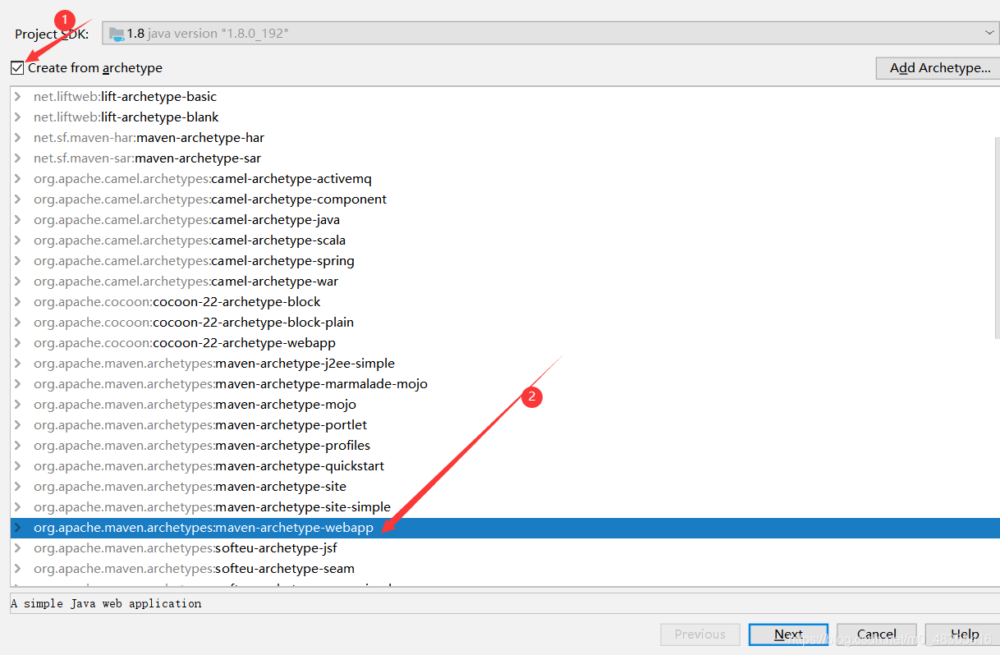 1
Project SDK: 1.8 java version "1.8.0_192"
Create from archetype Add Archetype...
net.liftweb:lift-archetype-basic
net.liftweb:lift-archetype-blank
net.sf.maven-har:maven-archetype-har
net.sf.maven-sar:maven-archetype-sar
org.apache.camel.archetypes:camel-archetype-activemq
org.apache.camel.archetypes:camel-archetype-component
org.apache.camel.archetypes:camel-archetype-java
org.apache.camel.archetypes:camel-archetype-scala
org.apache.camel.archetypes:camel-archetype-spring
org.apache.camel.archetypes:camel-archetype-war
org.apache.cocoon:cocoon-22-archetype-block
org.apache.cocoon:cocoon-22-archetype-block-plain
org.apache.cocoon:cocoon-22-archetype-webapp
org.apache.maven.archetypes:maven-archetype-j2ee-simple
org.apache.maven.archetypes:maven-archetype-marmalade-mojo
2
org.apache.maven.archetypes:maven-archetype-mojo
org.apache.maven.archetypes:maven-archetype-portlet
org.apache.maven.archetypes:maven-archetype-profiles
org.apache.maven.archetypes:maven-archetype-quickstart
org.apache.maven.archetypes:maven-archetype-site
org.apache.maven.archetypes:maven-archetype-site-simple
org.apache.maven.archetypes:maven-archetype-webapp
org.apache.maven.archetypes:softeu-archetype-jsf
org.apache.maven.archetypes:softeu-archetype-seam
A simple Java web application
Previous Next Cancel Help